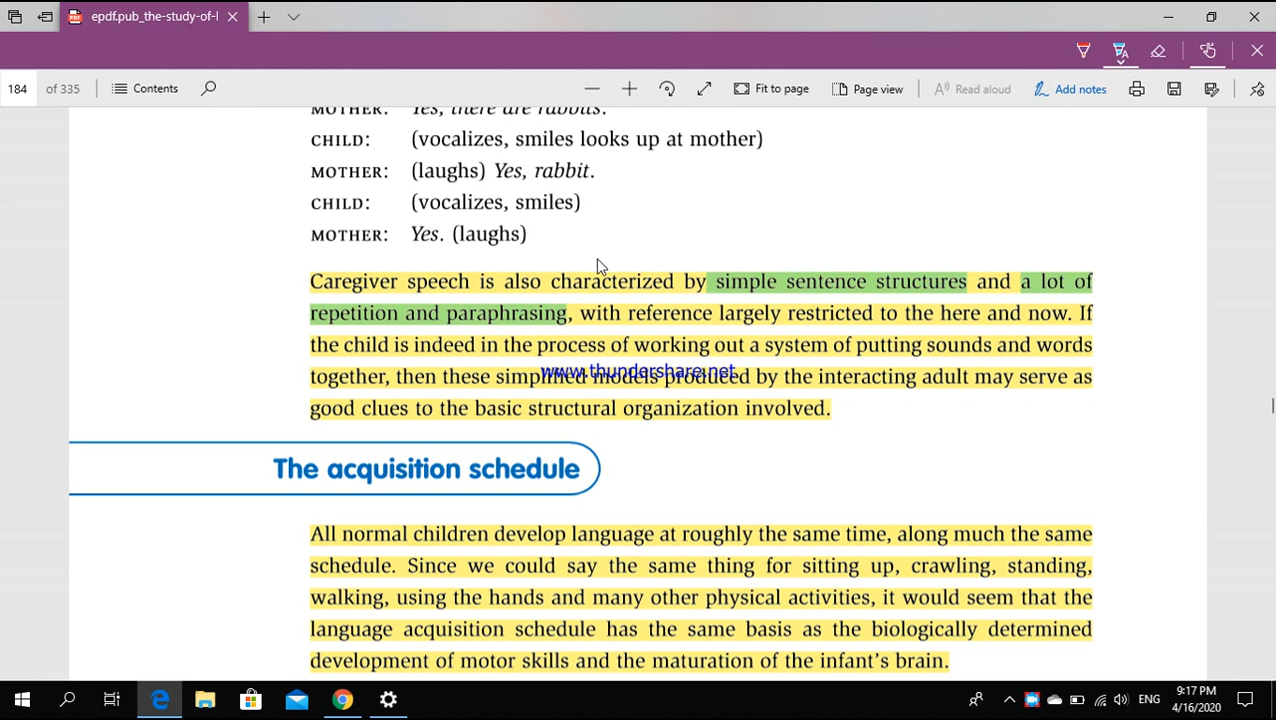 epdf.pub_the-study-of-l
184 of 335 Contents Fit to page Page view Read aloud Add notes
MOTHER: Yes, there are rabbits.
CHILD: (vocalizes, smiles looks up at mother)
MOTHER: (laughs) Yes, rabbit.
CHILD: (vocalizes, smiles)
MOTHER: Yes. (laughs)
Caregiver speech is also characterized by simple sentence structures and a lot of
repetition and paraphrasing, with reference largely restricted to the here and now. If
the child is indeed in the process of working out a system of putting sounds and words
www.thundershare.net
together, then these simplified models produced by the interacting adult may serve as
good clues to the basic structural organization involved.
The acquisition schedule
All normal children develop language at roughly the same time, along much the same
schedule. Since we could say the same thing for sitting up, crawling, standing,
walking, using the hands and many other physical activities, it would seem that the
language acquisition schedule has the same basis as the biologically determined
development of motor skills and the maturation of the infant's brain.
ENG
9:17 PM
4/16/2020